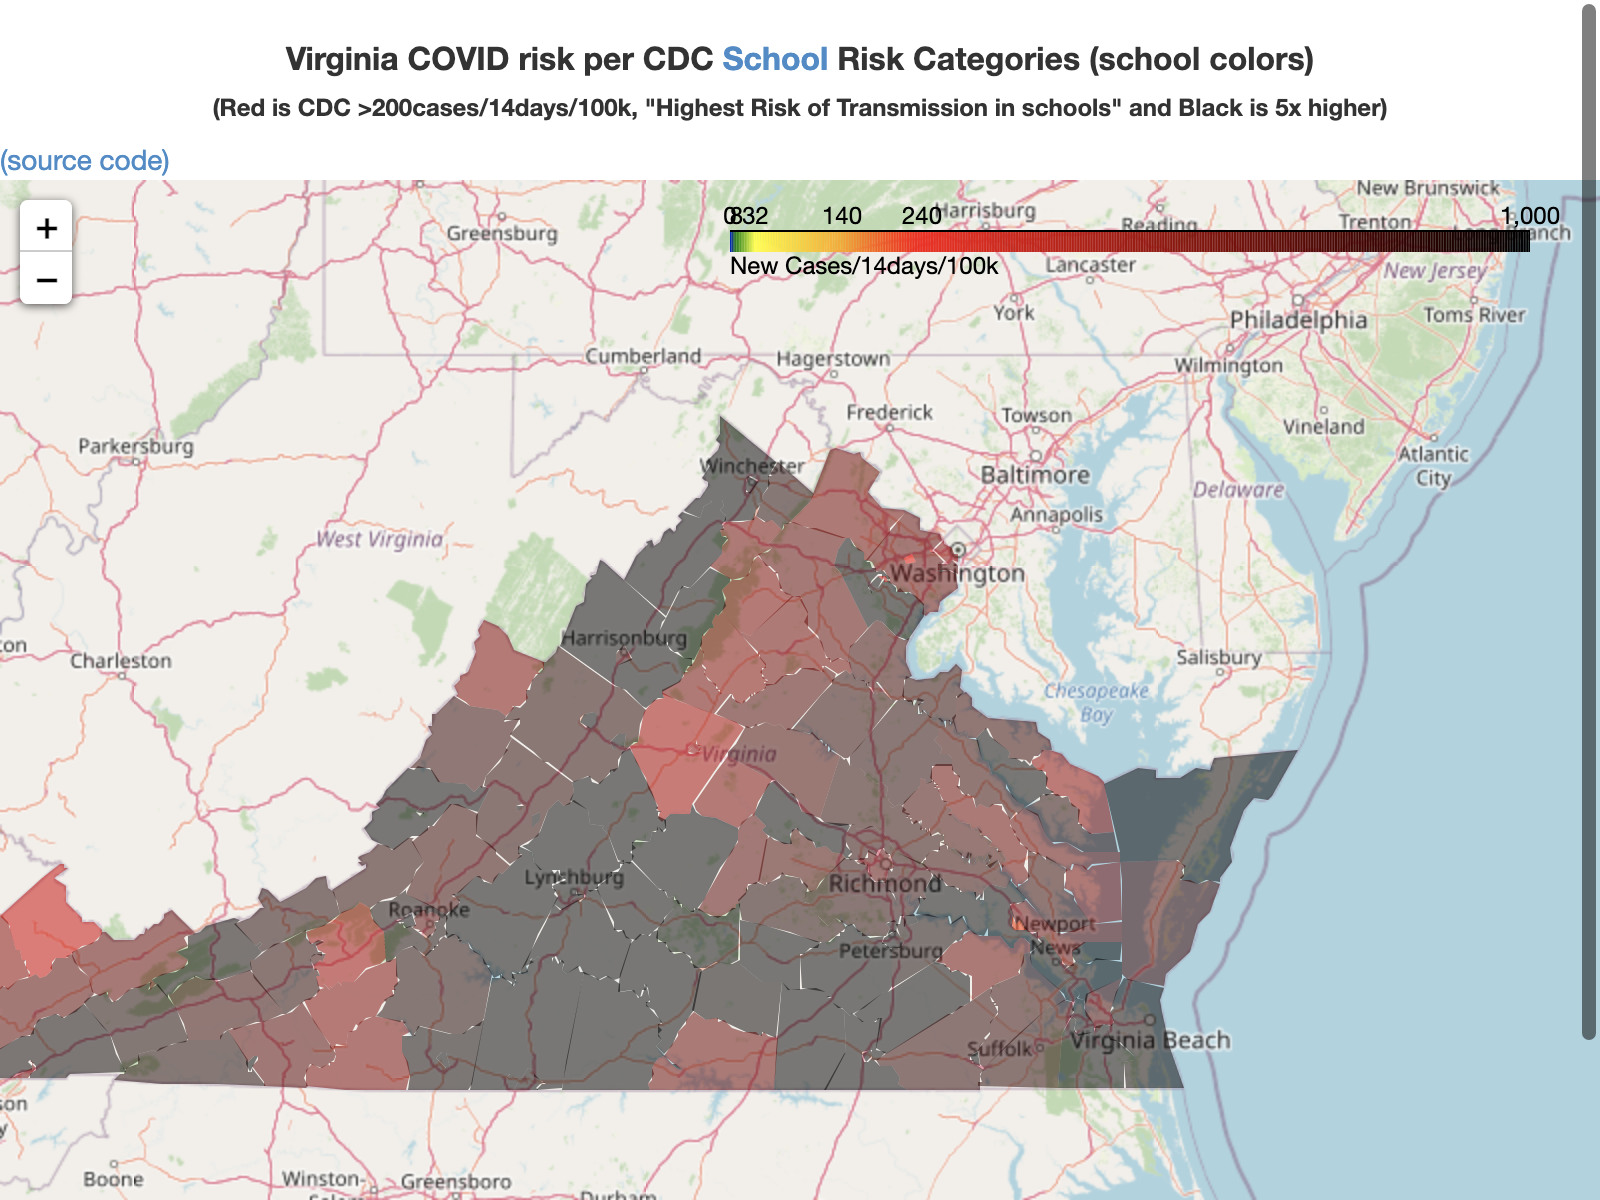 Virginia COVID risk per CDC School Risk Categories (school colors)
(Red is CDC >200cases/14days/100k, "Highest Risk of Transmission in schools" and Black is 5x higher)
(source code)
+
−
0 8 32 140 240 1,000
New Cases/14days/100k
New Brunswick
Harrisburg
Reading
Trenton
Greensburg
Lancaster
New Jersey
York
Philadelphia
Toms River
Cumberland
Hagerstown
Wilmington
Frederick
Towson
Vineland
Parkersburg
Winchester
Baltimore
Atlantic
City
Delaware
Annapolis
West Virginia
Washington
Harrisonburg
Charleston
Salisbury
Chesapeake
Bay
Virginia
Lynchburg
Richmond
Roanoke
Newport
News
Petersburg
Suffolk
Virginia Beach
Boone
Winston-
Greensboro
Durham